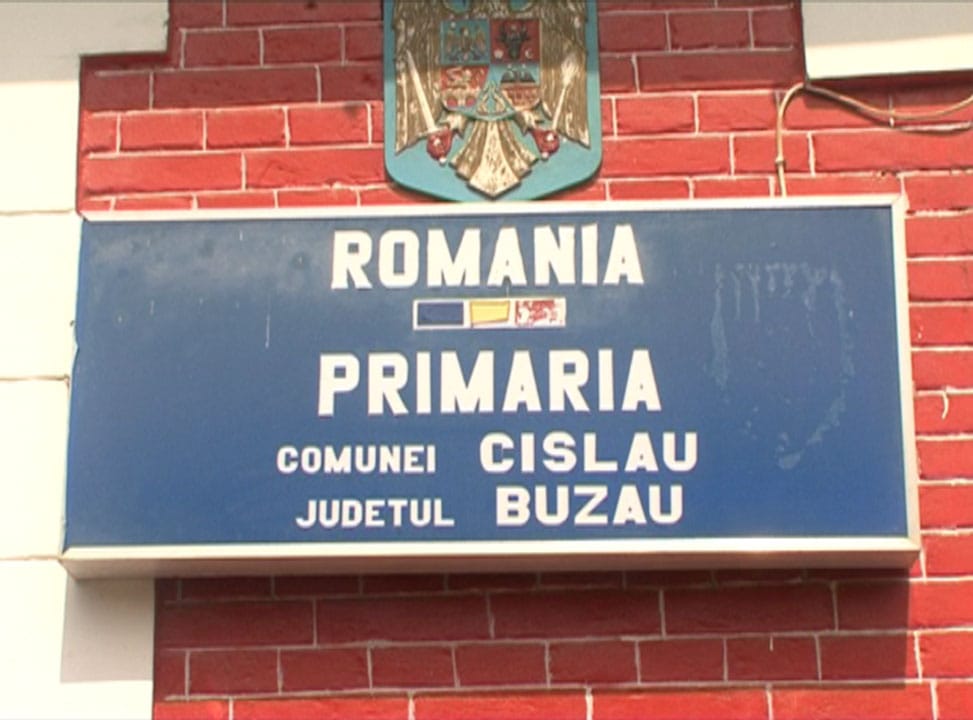 ROMANIA
PRIMARIA
COMUNEI CISLAU
JUDETUL BUZAU